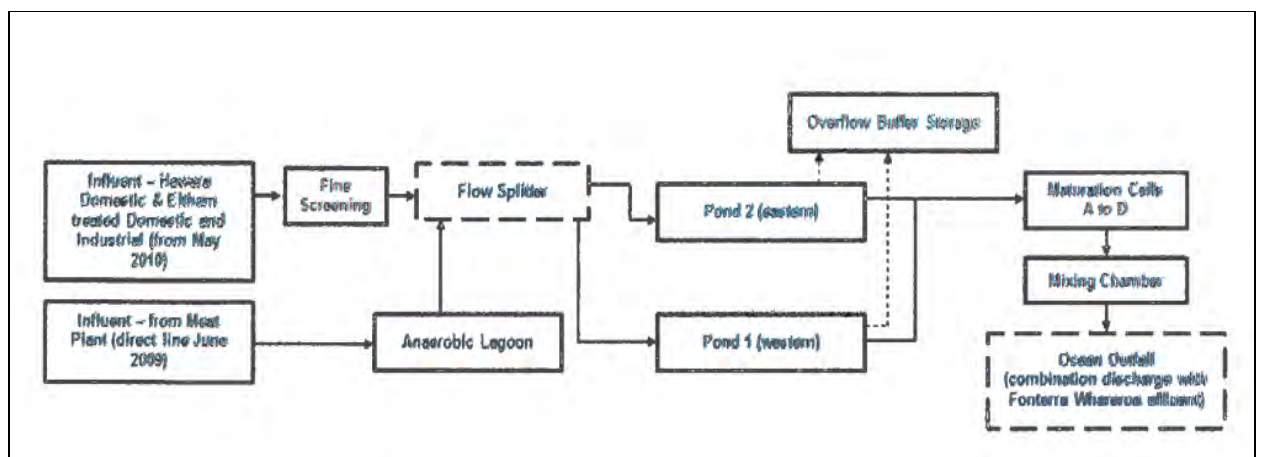 Influent – Hawera
Domestic & Eltham
treated Domestic and
Industrial (from May
2010)
Fine
Screening
Flow Splitter
Overflow Buffer Storage
Pond 2 (eastern)
Maturation Cells
A to D
Mixing Chamber
Influent – from Meat
Plant (direct line June
2009)
Anaerobic Lagoon
Pond 1 (western)
Ocean Outfall
(combination discharge with
Fonterra Whareroa effluent)